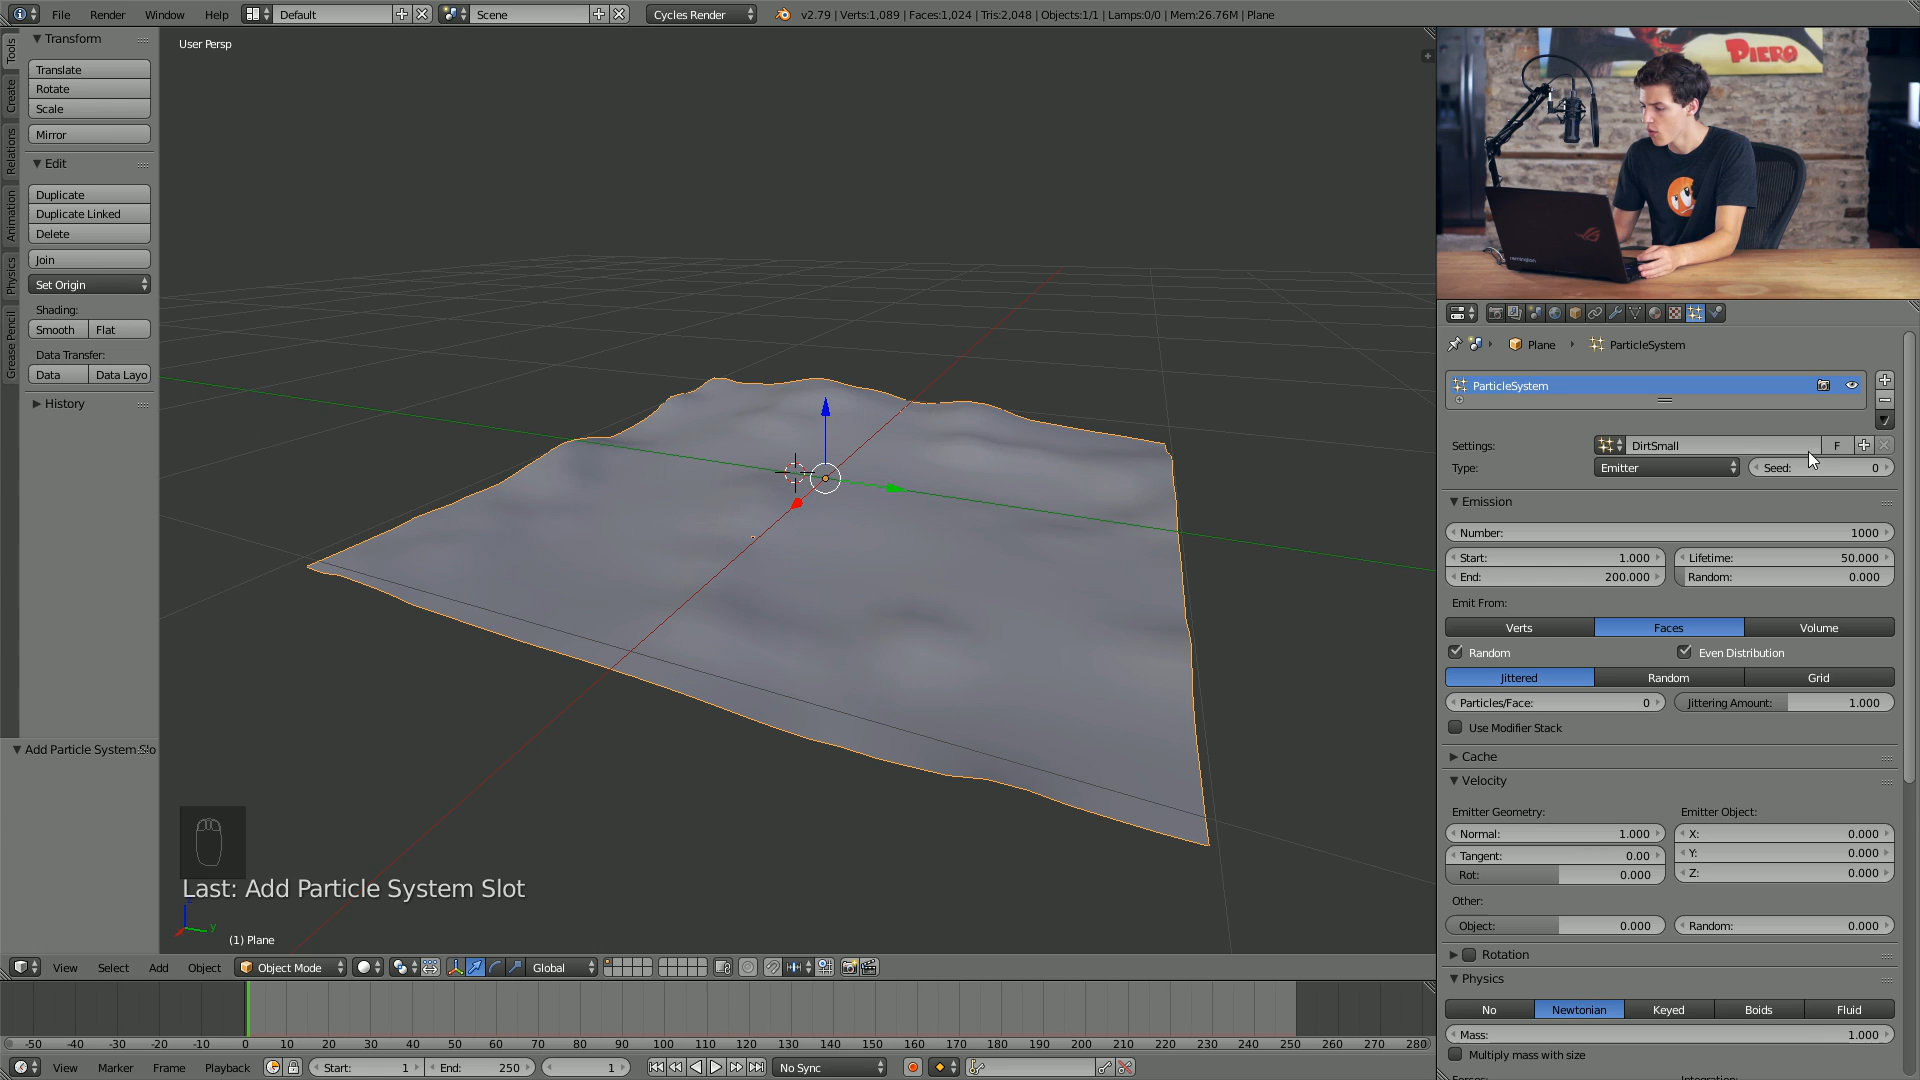 File Render Window Help Default Scene Cycles Render v2.79 | Verts:1,089 | Faces:1,024 | Tris:2,048 | Objects:1/1 | Lamps:0/0 | Mem:26.76M | Plane
Tools
Create
Relations
Animation
Physics
Grease Pencil
Transform
Translate
Rotate
Scale
Mirror
Edit
Duplicate
Duplicate Linked
Delete
Join
Set Origin
Shading:
Smooth Flat
Data Transfer:
Data Data Layo
History
Add Particle System Slo
User Persp
Last: Add Particle System Slot
y
(1) Plane
View Select Add Object Object Mode Global
-50 -40 -30 -20 -10 0 10 20 30 40 50 60 70 80 90 100 110 120 130 140 150 160 170 180 190 200 210 220 230 240 250 260 270 280
View Marker Frame Playback Start: 1 End: 250 1 No Sync
PIERO
remington
Plane ParticleSystem
ParticleSystem
Settings: DirtSmall F
Type: Emitter Seed: 0
Emission
Number: 1000
Start: 1.000 Lifetime: 50.000
End: 200.000 Random: 0.000
Emit From:
Verts Faces Volume
Random Even Distribution
Jittered Random Grid
Particles/Face: 0 Jittering Amount: 1.000
Use Modifier Stack
Cache
Velocity
Emitter Geometry: Emitter Object:
Normal: 1.000 X: 0.000
Tangent: 0.00 Y: 0.000
Rot: 0.000 Z: 0.000
Other:
Object: 0.000 Random: 0.000
Rotation
Physics
No Newtonian Keyed Boids Fluid
Mass: 1.000
Multiply mass with size